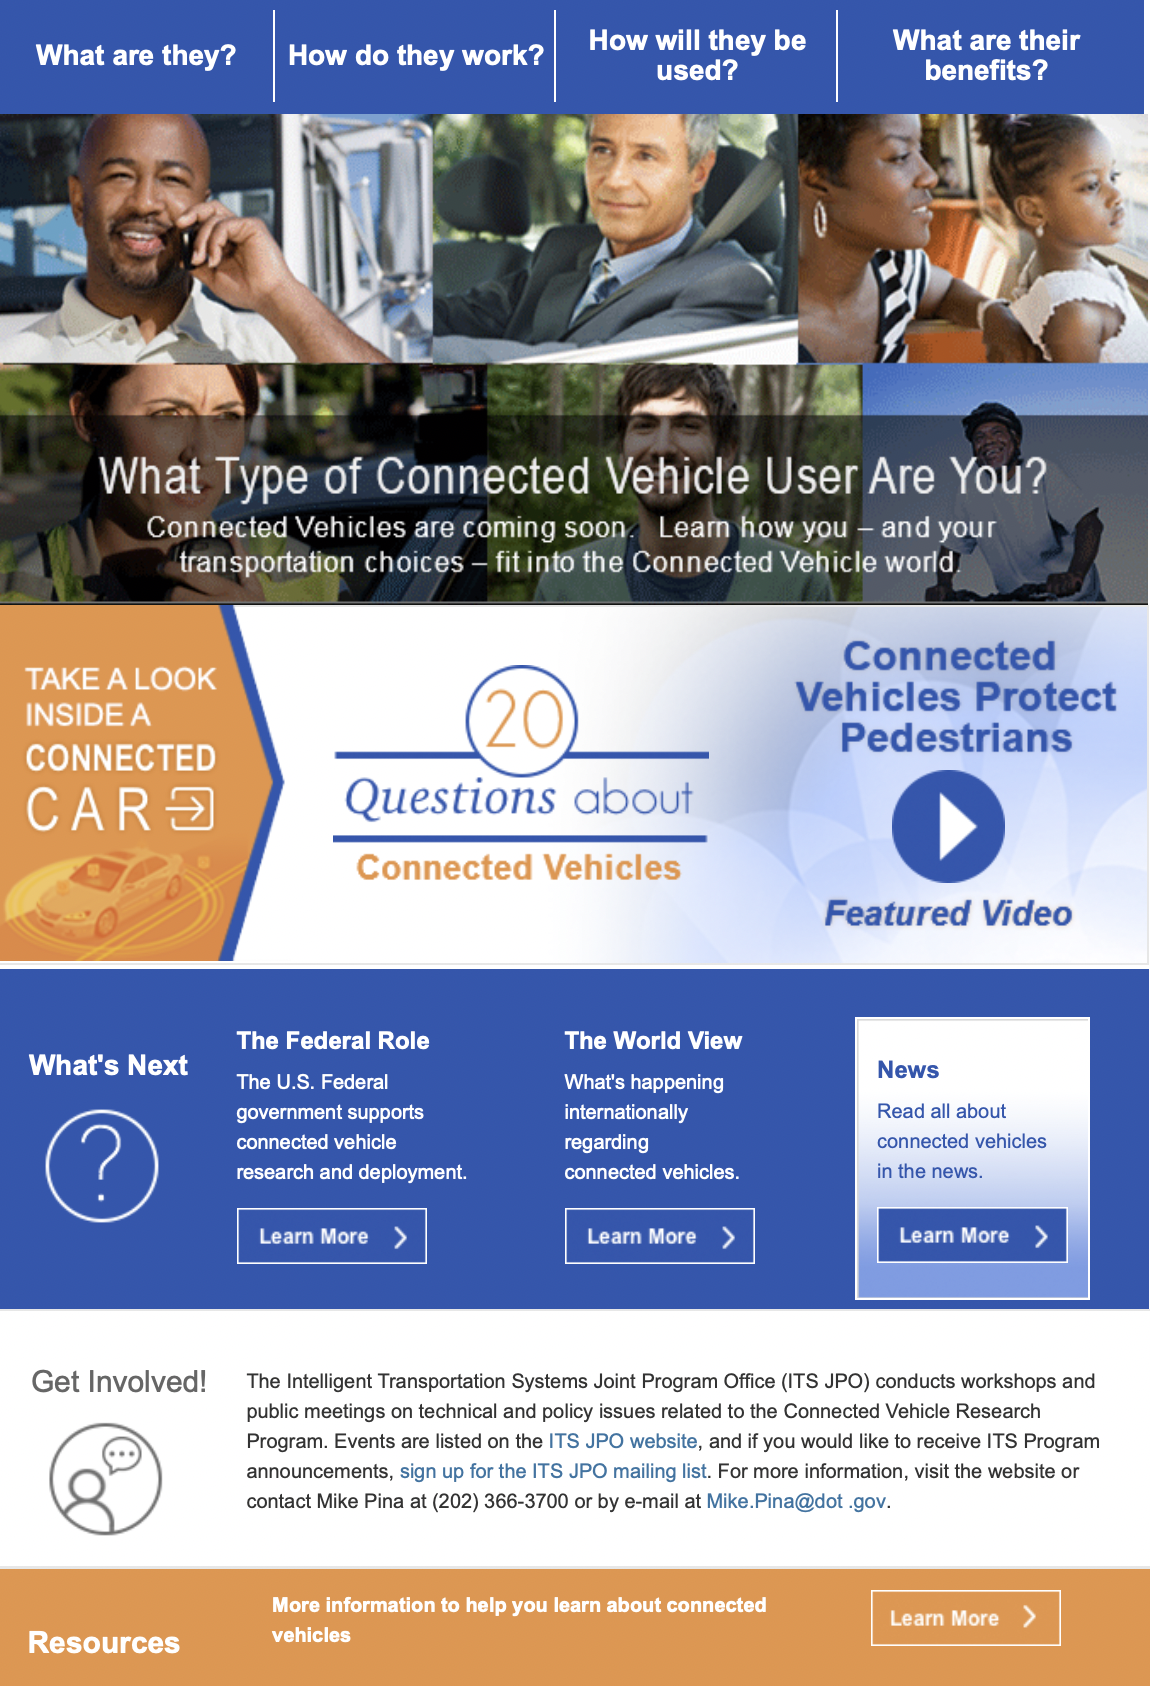 What are they?
How do they work?
How will they be
used?
What are their
benefits?
What Type of Connected Vehicle User Are You?
Connected Vehicles are coming soon. Learn how you – and your
transportation choices – fit into the Connected Vehicle world.
TAKE A LOOK
INSIDE A
CONNECTED
CAR
20
Questions about
Connected Vehicles
Connected
Vehicles Protect
Pedestrians
Featured Video
What's Next
?
The Federal Role
The U.S. Federal
government supports
connected vehicle
research and deployment.
Learn More
The World View
What's happening
internationally
regarding
connected vehicles.
Learn More
News
Read all about
connected vehicles
in the news.
Learn More
Get Involved!
The Intelligent Transportation Systems Joint Program Office (ITS JPO) conducts workshops and
public meetings on technical and policy issues related to the Connected Vehicle Research
Program. Events are listed on the ITS JPO website, and if you would like to receive ITS Program
announcements, sign up for the ITS JPO mailing list. For more information, visit the website or
contact Mike Pina at (202) 366-3700 or by e-mail at Mike.Pina@dot .gov.
Resources
More information to help you learn about connected
vehicles
Learn More